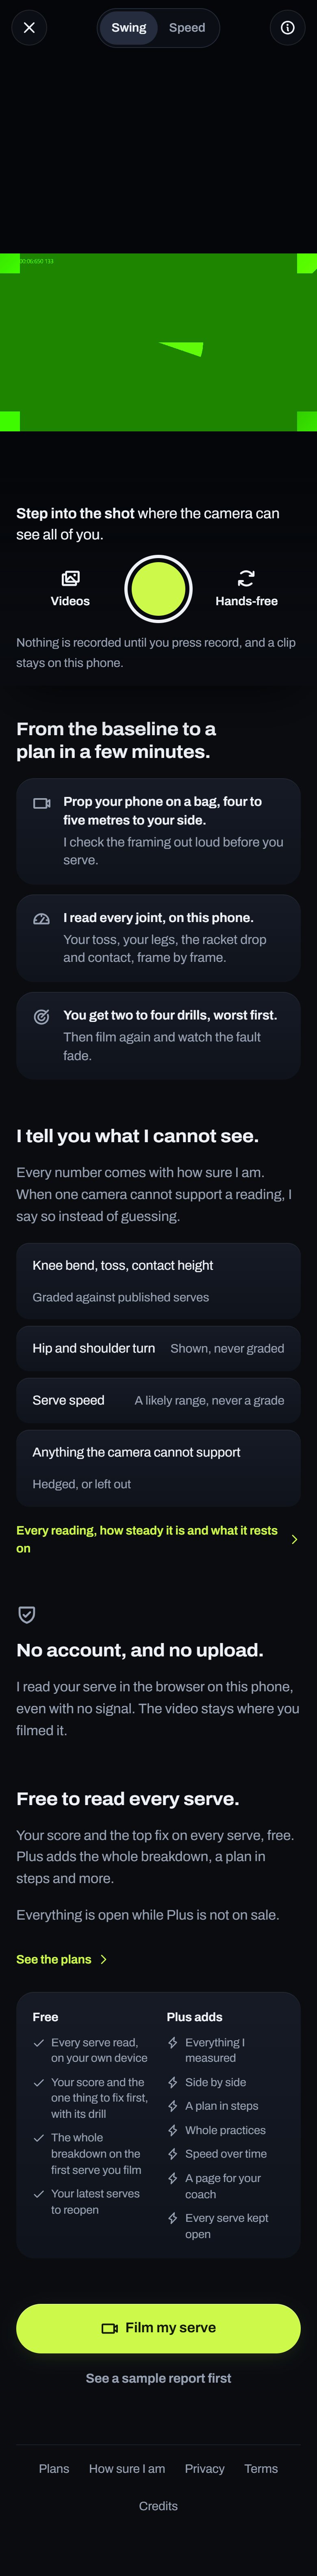 Swing Speed
00:06:650 133
Step into the shot where the camera can
see all of you.
Videos
Hands-free
Nothing is recorded until you press record, and a clip
stays on this phone.
From the baseline to a
plan in a few minutes.
Prop your phone on a bag, four to
five metres to your side.
I check the framing out loud before you
serve.
I read every joint, on this phone.
Your toss, your legs, the racket drop
and contact, frame by frame.
You get two to four drills, worst first.
Then film again and watch the fault
fade.
I tell you what I cannot see.
Every number comes with how sure I am.
When one camera cannot support a reading, I
say so instead of guessing.
Knee bend, toss, contact height
Graded against published serves
Hip and shoulder turn Shown, never graded
Serve speed A likely range, never a grade
Anything the camera cannot support
Hedged, or left out
Every reading, how steady it is and what it rests
on
No account, and no upload.
I read your serve in the browser on this phone,
even with no signal. The video stays where you
filmed it.
Free to read every serve.
Your score and the top fix on every serve, free.
Plus adds the whole breakdown, a plan in
steps and more.
Everything is open while Plus is not on sale.
See the plans
Free
Every serve read,
on your own device
Your score and the
one thing to fix first,
with its drill
The whole
breakdown on the
first serve you film
Your latest serves
to reopen
Plus adds
Everything I
measured
Side by side
A plan in steps
Whole practices
Speed over time
A page for your
coach
Every serve kept
open
Film my serve
See a sample report first
Plans How sure I am Privacy Terms
Credits